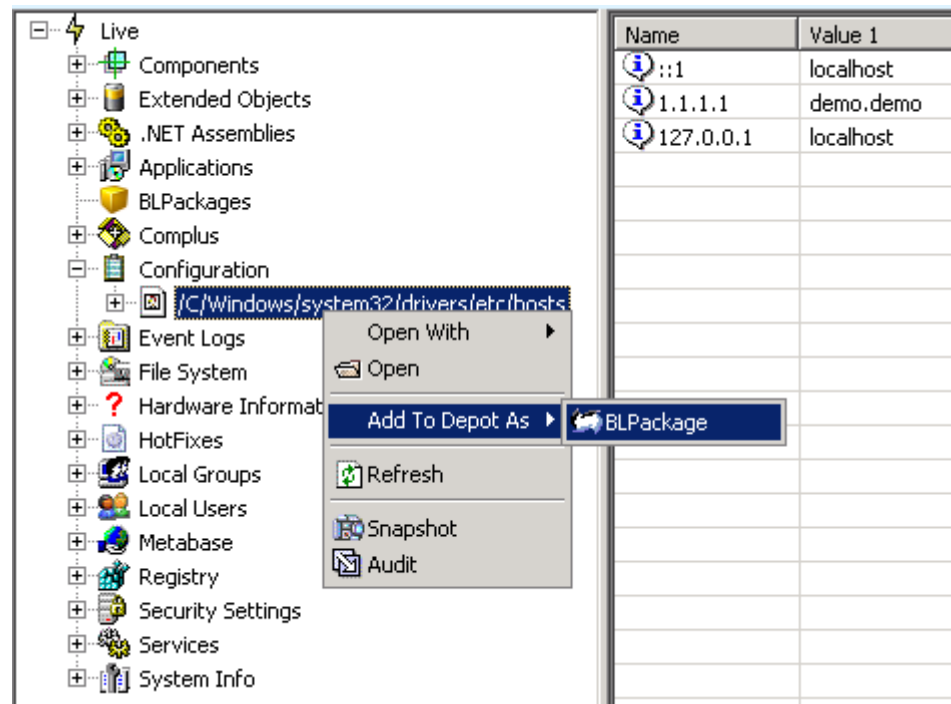 Live
Components
Extended Objects
.NET Assemblies
Applications
BLPackages
Complus
Configuration
/C/Windows/system32/drivers/etc/hosts
Event Logs
File System
Hardware Informat
HotFixes
Local Groups
Local Users
Metabase
Registry
Security Settings
Services
System Info
Open With
Open
Add To Depot As
BLPackage
Refresh
Snapshot
Audit
Name Value 1
::1 localhost
1.1.1.1 demo.demo
127.0.0.1 localhost